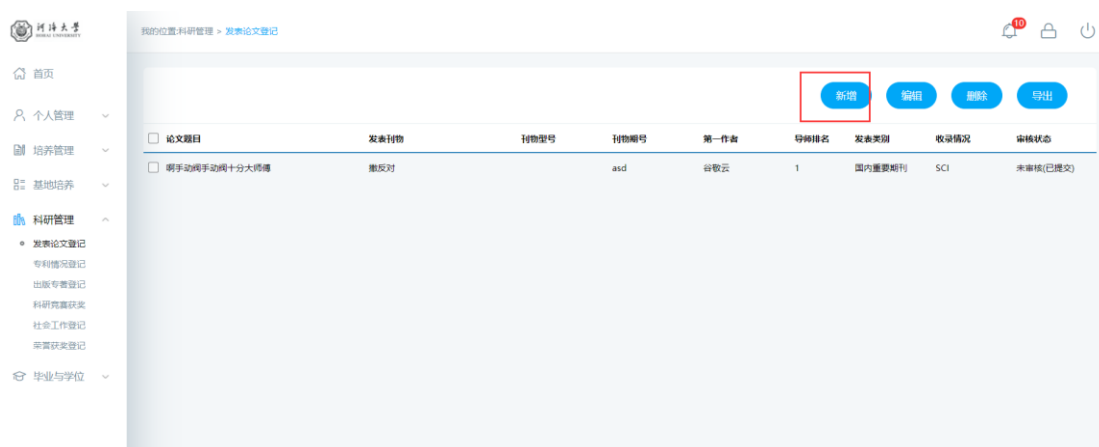 河海大学
HOHAI UNIVERSITY
我的位置:科研管理 > 发表论文登记
10
首页
个人管理
培养管理
基地培养
科研管理
发表论文登记
专利情况登记
出版专著登记
科研竞赛获奖
社会工作登记
荣誉获奖登记
毕业与学位
新增 编辑 删除 导出
论文题目 发表刊物 刊物型号 刊物期号 第一作者 导师排名 发表类别 收录情况 审核状态
啊手动阀手动阀十分大师傅 撒反对 asd 谷敬云 1 国内重要期刊 SCI 未审核(已提交)